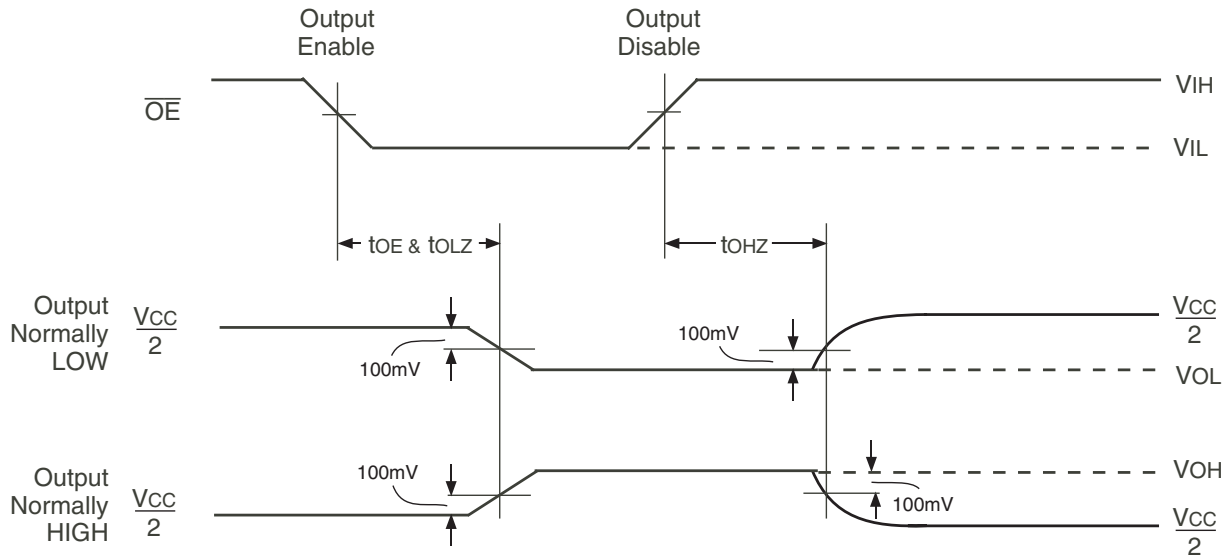 Output
Enable
Output
Disable
OE
VIH
VIL
tOE & tOLZ
tOHZ
Output
Normally
LOW
VCC
2
100mV
100mV
VCC
2
VOL
Output
Normally
HIGH
VCC
2
100mV
VOH
100mV
VCC
2